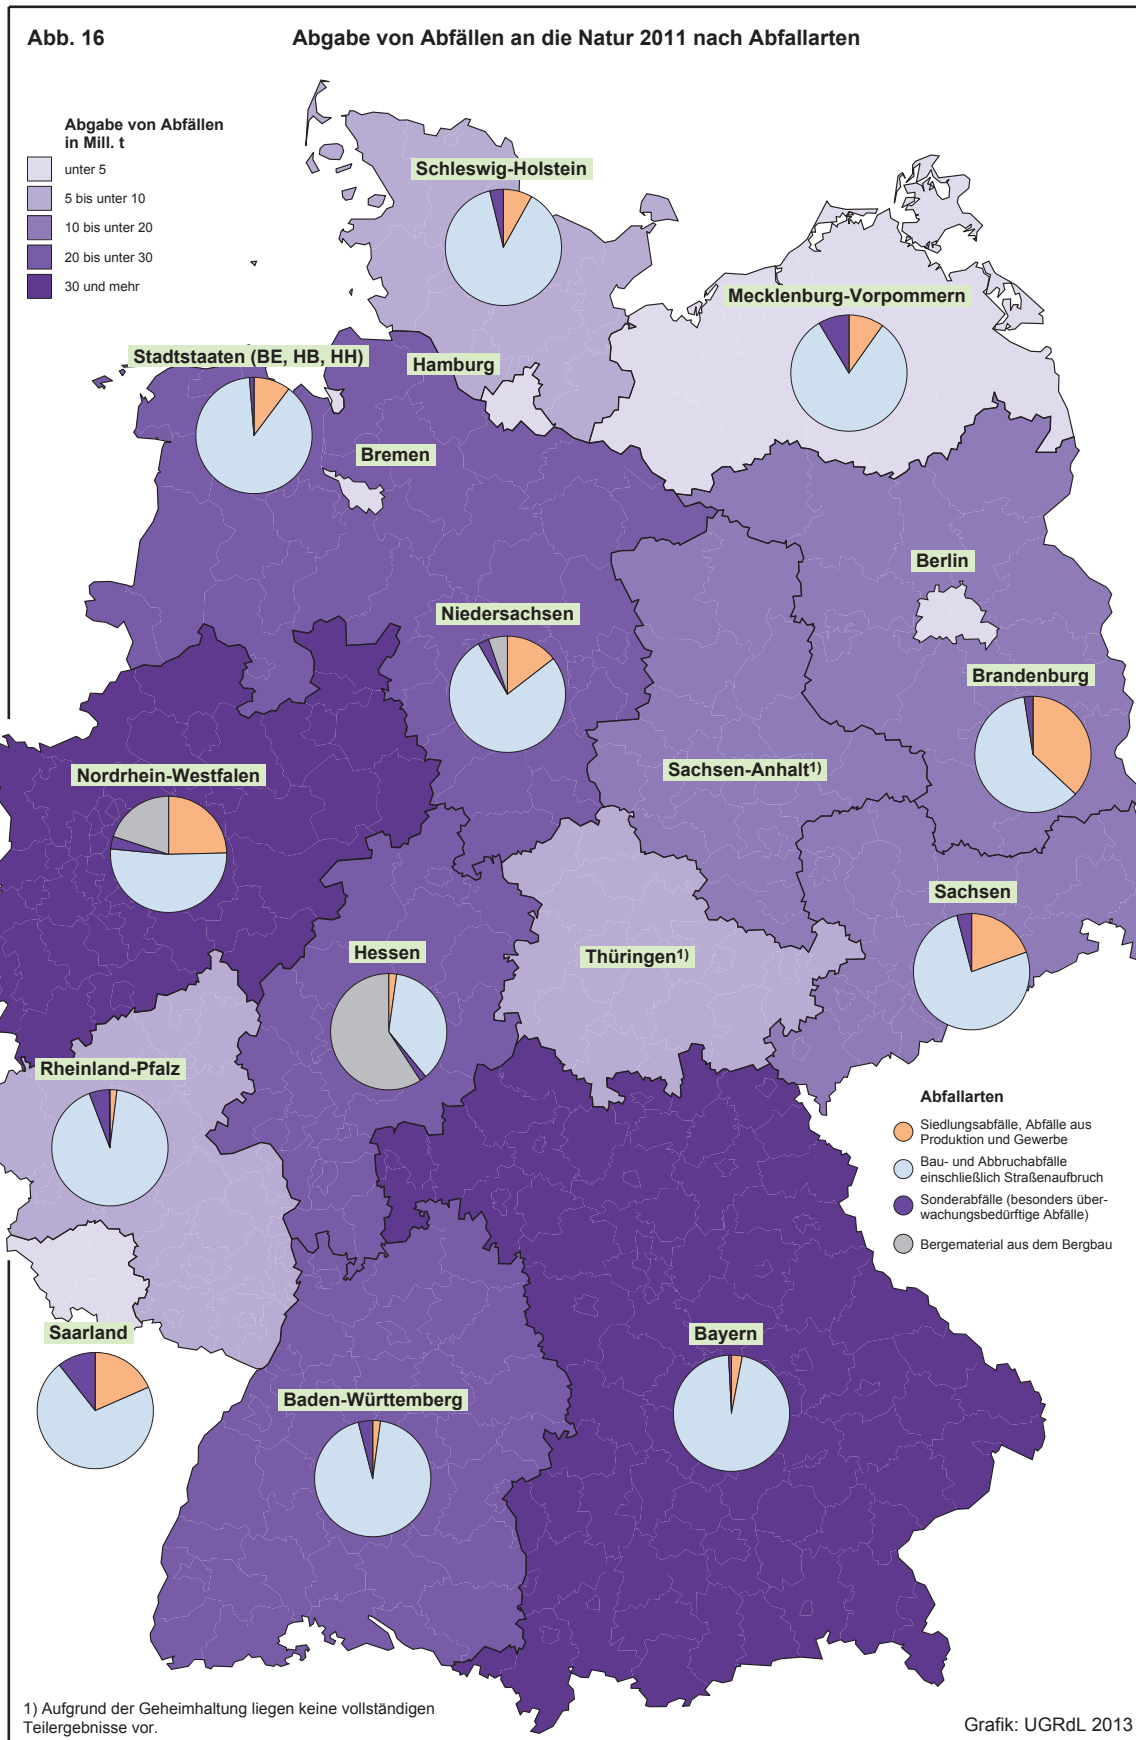 Abb. 16
Abgabe von Abfällen an die Natur 2011 nach Abfallarten
Abgabe von Abfällen
in Mill. t
unter 5
5 bis unter 10
10 bis unter 20
20 bis unter 30
30 und mehr
Schleswig-Holstein
Mecklenburg-Vorpommern
Stadtstaaten (BE, HB, HH)
Hamburg
Bremen
Berlin
Niedersachsen
Brandenburg
Nordrhein-Westfalen
Sachsen-Anhalt1)
Sachsen
Hessen
Thüringen1)
Rheinland-Pfalz
Abfallarten
Siedlungsabfälle, Abfälle aus
Produktion und Gewerbe
Bau- und Abbruchabfälle
einschließlich Straßenaufbruch
Sonderabfälle (besonders über-
wachungsbedürftige Abfälle)
Bergematerial aus dem Bergbau
Saarland
Bayern
Baden-Württemberg
1) Aufgrund der Geheimhaltung liegen keine vollständigen
Teilergebnisse vor.
Grafik: UGRdL 2013